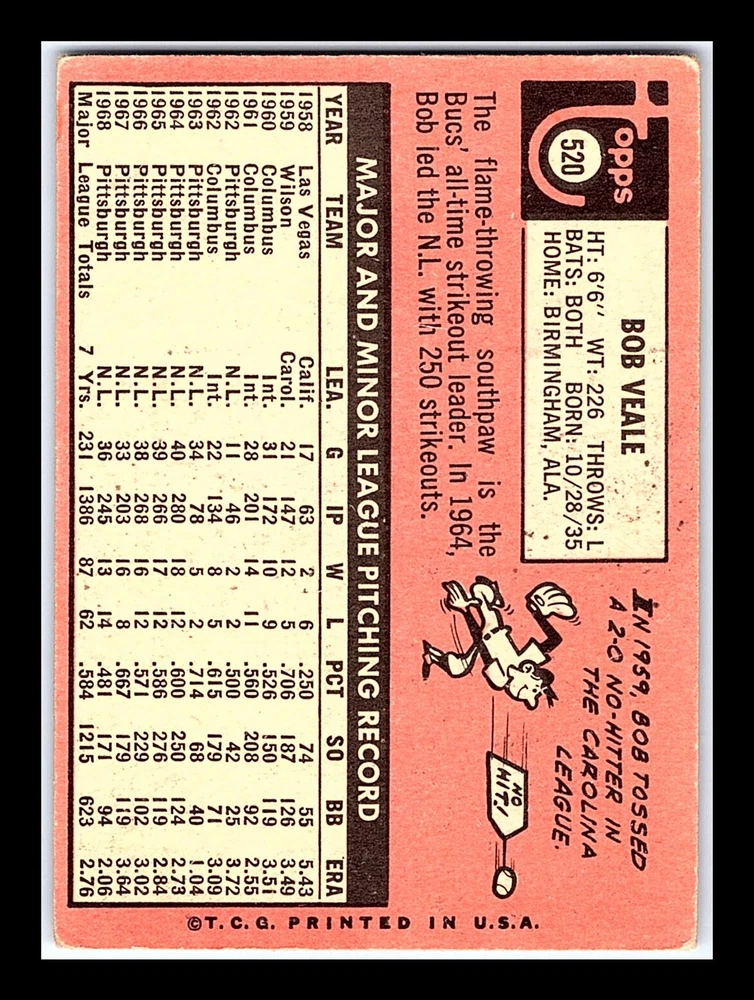 Topps
520
BOB VEALE
HT: 6'6" WT: 226 THROWS: L
BATS: BOTH BORN: 10/28/35
HOME: BIRMINGHAM, ALA.
The flame-throwing southpaw is the
Bucs' all-time strikeout leader. In 1964,
Bob led the N.L. with 250 strikeouts.
IN 1959, BOB TOSSED
A 2-0 NO-HITTER IN
THE CAROLINA
LEAGUE.
NO
HIT!
MAJOR AND MINOR LEAGUE PITCHING RECORD
YEAR TEAM LEA. G IP W L PCT SO BB ERA
1958 Las Vegas Calif. 17 63 2 6 .250 74 55 5.43
1959 Wilson Carol. 21 147 12 5 .706 187 126 3.49
1960 Columbus Int. 31 172 10 9 .526 150 119 3.51
1961 Columbus Int. 28 201 14 11 .560 208 92 2.55
1962 Pittsburgh N.L. 11 46 2 2 .500 42 25 3.72
1962 Columbus Int. 22 134 8 5 .615 179 71 3.09
1963 Pittsburgh N.L. 34 78 5 2 .714 68 40 1.04
1964 Pittsburgh N.L. 40 280 18 12 .600 250 124 2.73
1965 Pittsburgh N.L. 39 266 17 12 .586 276 119 2.84
1966 Pittsburgh N.L. 38 268 16 12 .571 229 102 3.02
1967 Pittsburgh N.L. 33 203 16 8 .667 179 119 3.64
1968 Pittsburgh N.L. 36 245 13 14 .481 171 94 2.06
Major League Totals 7 Yrs. 231 1386 87 62 .584 1215 623 2.76
©T.C.G. PRINTED IN U.S.A.